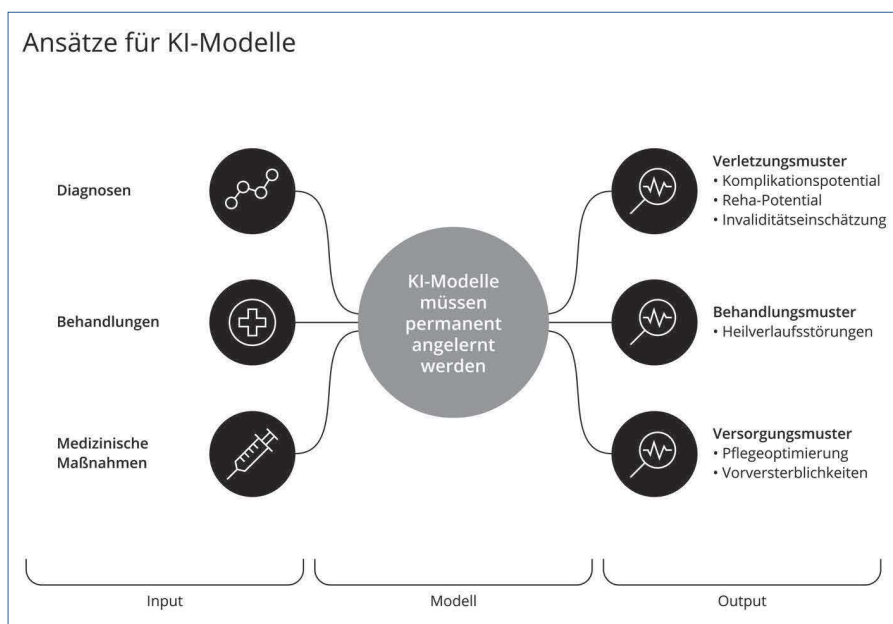 Ansätze für KI-Modelle
Diagnosen
Behandlungen
Medizinische
Maßnahmen
KI-Modelle
müssen
permanent
angelernt
werden
Verletzungsmuster
• Komplikationspotential
• Reha-Potential
• Invaliditätseinschätzung
Behandlungsmuster
• Heilverlaufsstörungen
Versorgungsmuster
• Pflegeoptimierung
• Vorversterblichkeiten
Input
Modell
Output